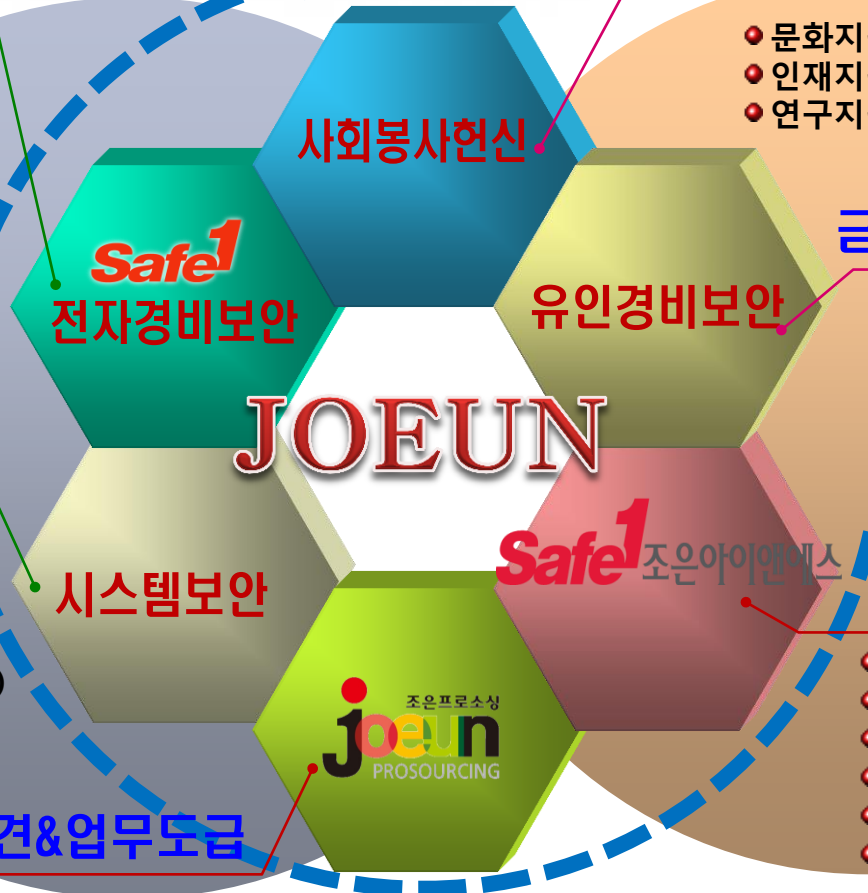 문화지
인재지
연구지
사회봉사헌신
Safe1
전자경비보안
유인경비보안
JOEUN
Safe1 조은아이앤에스
시스템보안
조은프로소싱
joeun
PROSOURCING
견&업무도급